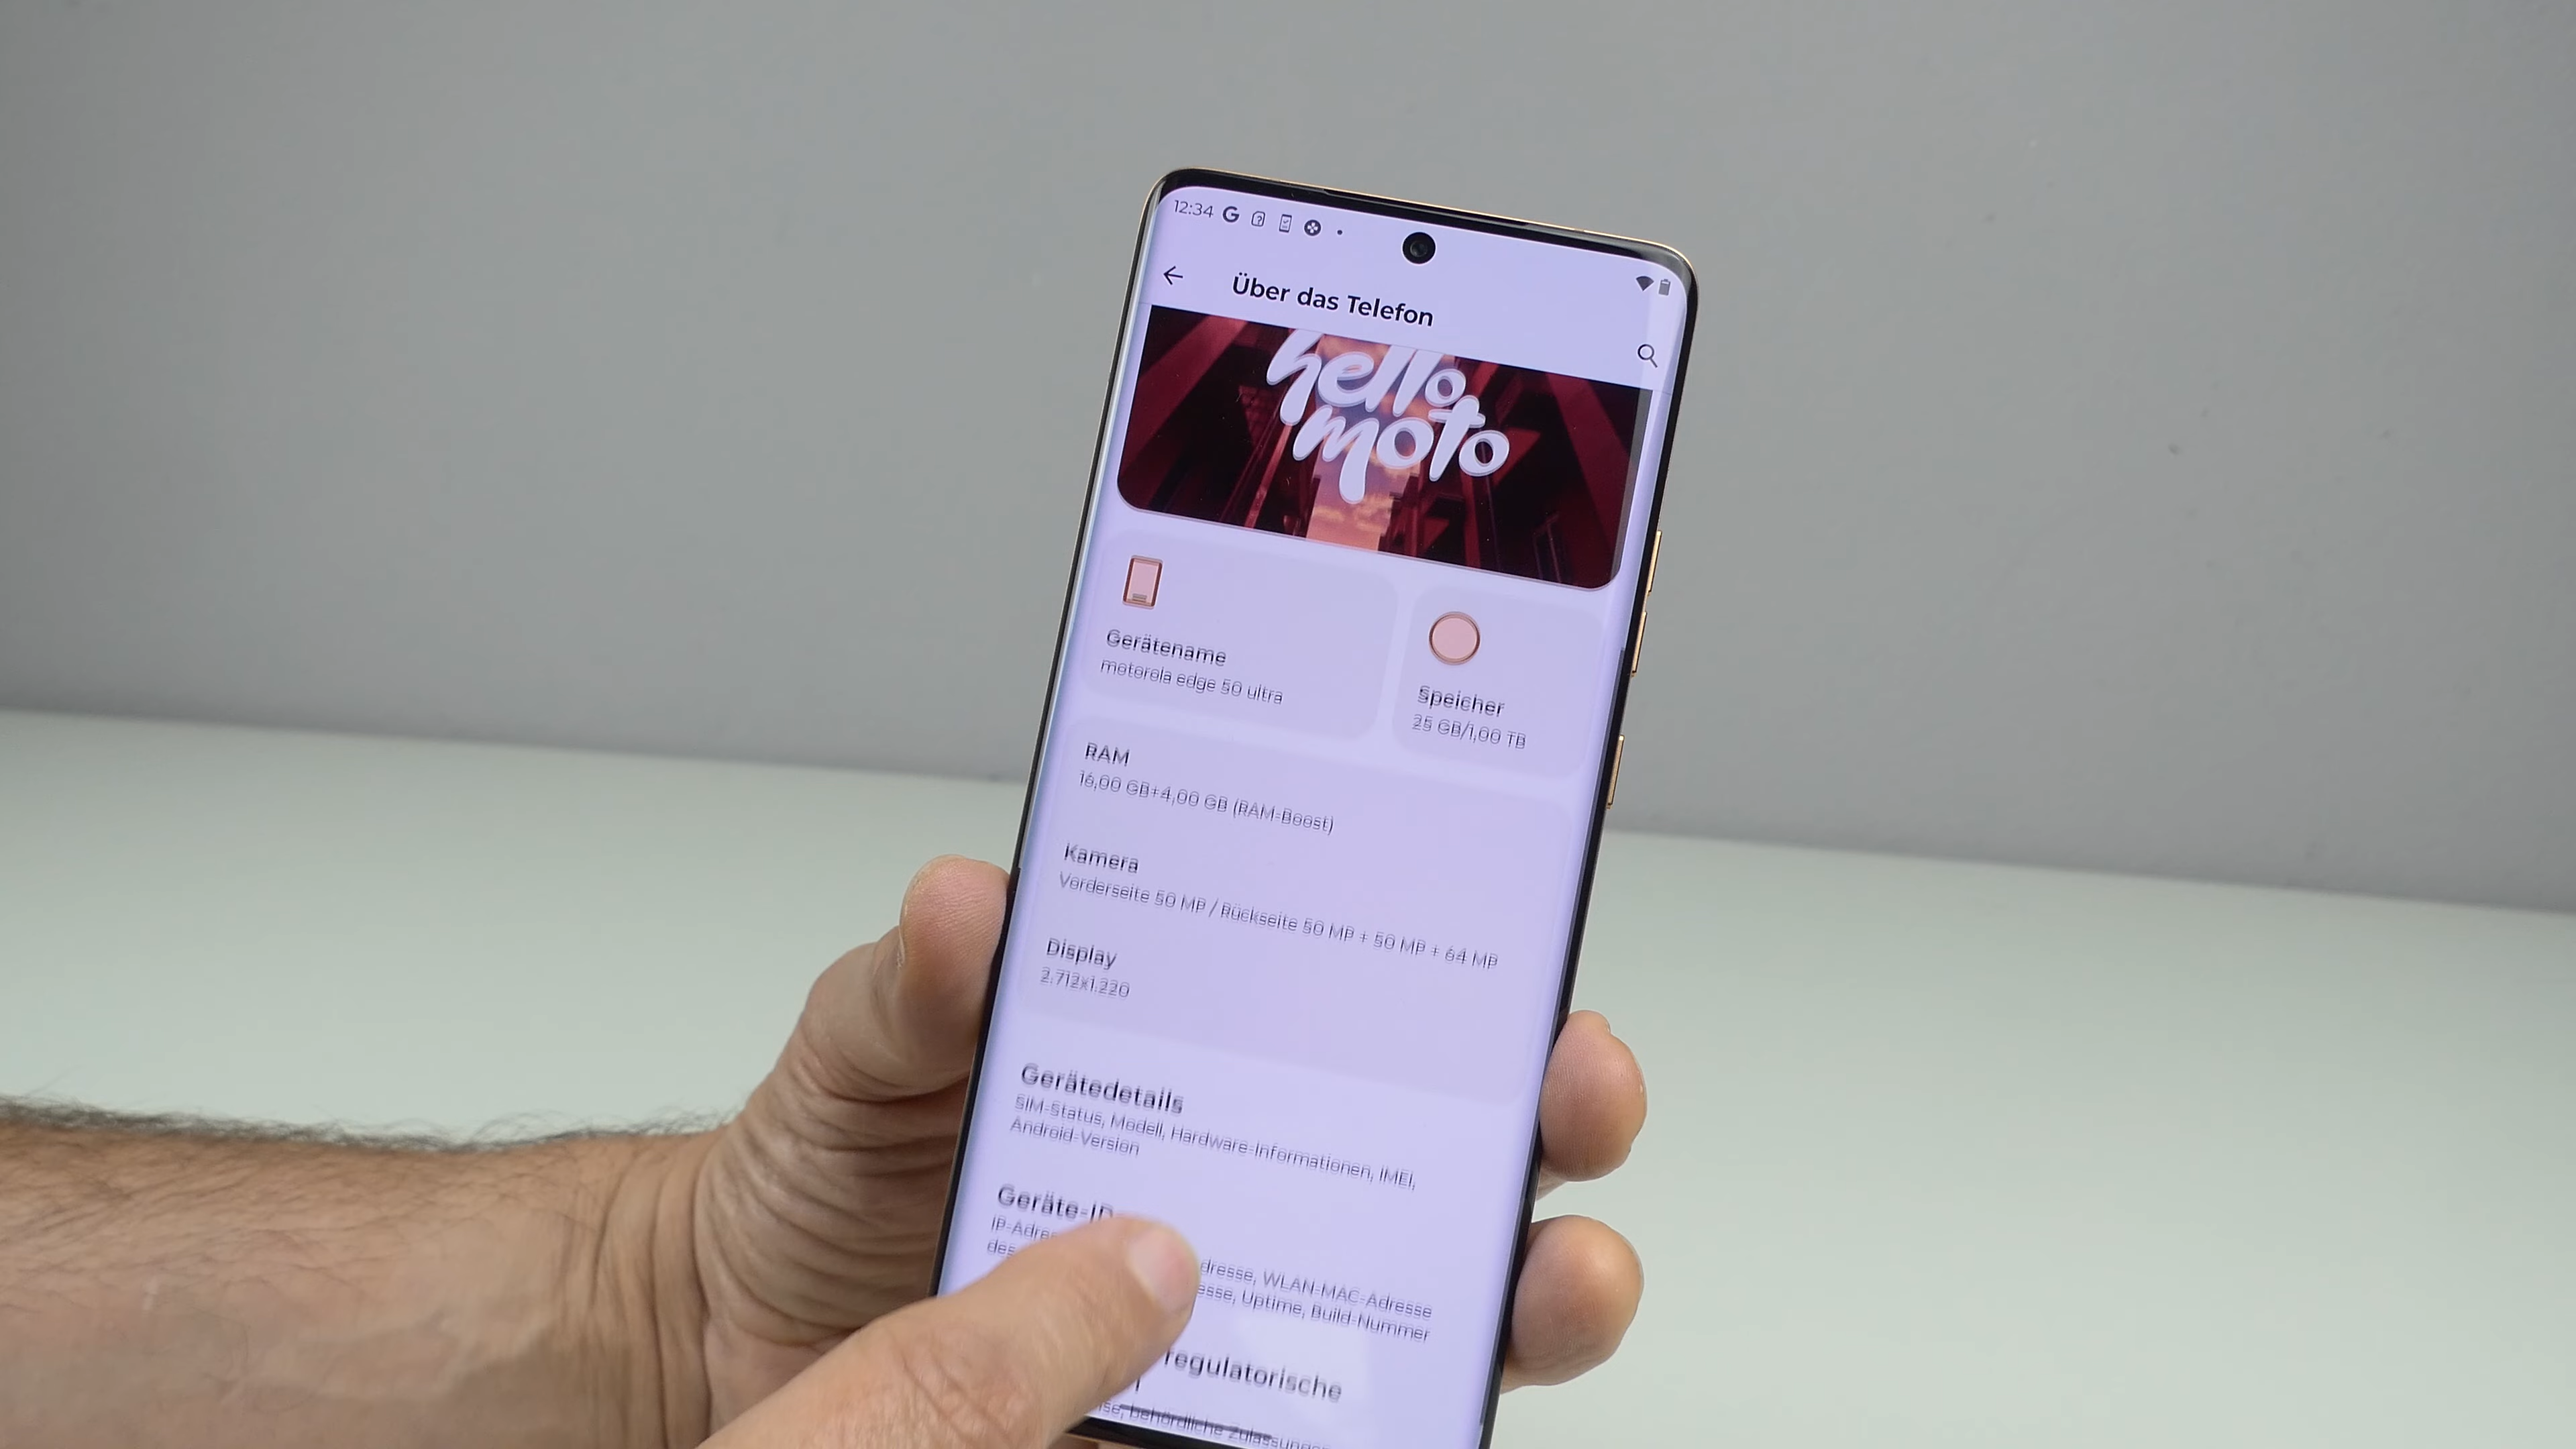 12:34
Über das Telefon
hello
moto
Gerätename
motorola edge 50 ultra
Speicher
25 GB/1,00 TB
RAM
16,00 GB+4,00 GB (RAM-Boost)
Kamera
Vorderseite 50 MP / Rückseite 50 MP + 50 MP + 64 MP
Display
2.712x1.220
Gerätedetails
SIM-Status, Modell, Hardware-Informationen, IMEI,
Android-Version
Geräte-ID
dresse, WLAN-MAC-Adresse
esse, Uptime, Build-Nummer
regulatorische
behördliche Zulassungen